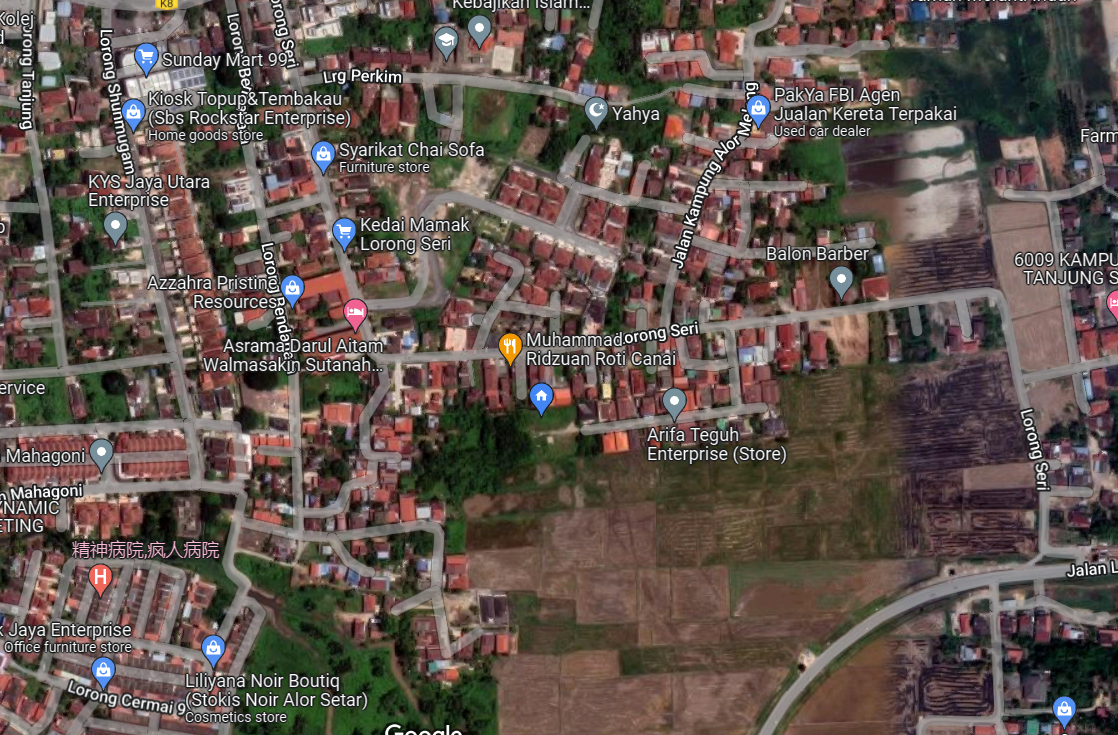 K8
Kebajikan Islam...
Kolej
Lorong Tanjung
Lorong Shunmugam
Lorong Seri
Sunday Mart 99...
Lrg Perkim
Kiosk Topup&Tembakau
(Sbs Rockstar Enterprise)
Home goods store
Yahya
PakYa FBI Agen
Jualan Kereta Terpakai
Used car dealer
Farm
Syarikat Chai Sofa
Furniture store
KYS Jaya Utara
Enterprise
Kedai Mamak
Lorong Seri
Jalan Kampung Alor
Balon Barber
6009 KAMPU
TANJUNG S
Azzahra Pristine
Resources
Asrama Darul Aitam
Walmasakin Sutanah...
Muhammad
Ridzuan Roti Canai
Lorong Seri
ervice
Arifa Teguh
Enterprise (Store)
Lorong Seri
Mahagoni
n Mahagoni
YNAMIC
ETING
精神病院,疯人病院
Jalan L
k Jaya Enterprise
Office furniture store
Liliyana Noir Boutiq
(Stokis Noir Alor Setar)
Cosmetics store
Lorong Cermai 9
Google